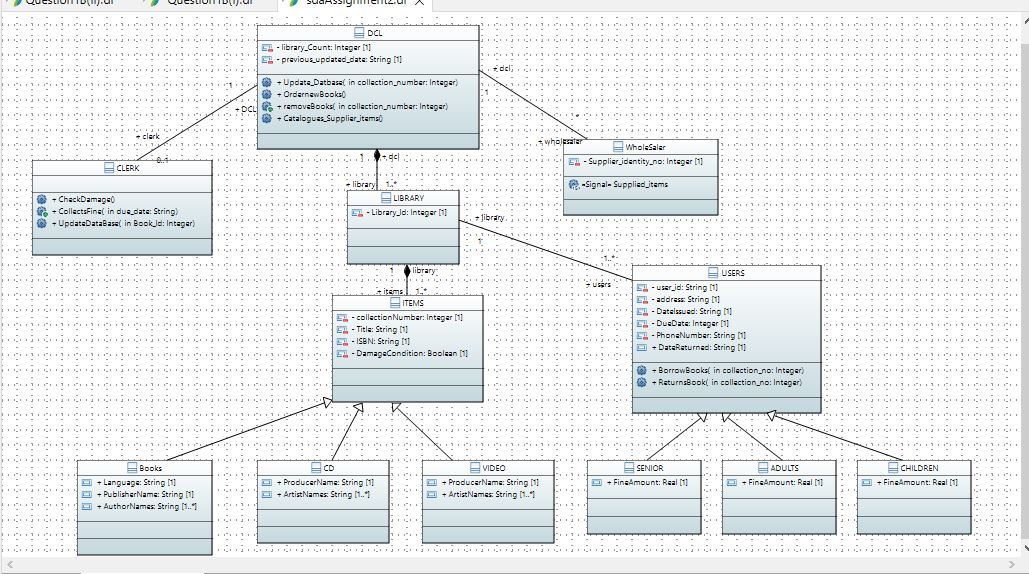 Question1B(ii).di
Question1B(i).di
sdaAssignment2.di
DCL
- library_Count: Integer [1]
- previous_updated_date: String [1]
+ Update_Datbase( in collection_number: Integer)
+ OrdernewBooks()
+ removeBooks( in collection_number: Integer)
+ Catalogues_Supplier_items()
+ dcl
1
*
+ wholesaler
WholeSaler
- Supplier_identity_no: Integer [1]
«Signal» Supplied_items
1
+ DCL
+ clerk
0..1
CLERK
+ CheckDamage()
+ CollectsFine( in due_date: String)
+ UpdateDataBase( in Book_Id: Integer)
1
+ dcl
+ library
1..*
LIBRARY
- Library_Id: Integer [1]
+ library
1
1..*
+ users
1
library
+ items
1..*
ITEMS
- collectionNumber: Integer [1]
- Title: String [1]
- ISBN: String [1]
- DamageCondition: Boolean [1]
USERS
- user_id: String [1]
- address: String [1]
- DateIssued: String [1]
- DueDate: Integer [1]
- PhoneNumber: String [1]
+ DateReturned: String [1]
+ BorrowBooks( in collection_no: Integer)
+ ReturnsBook( in collection_no: Integer)
Books
+ Language: String [1]
+ PublisherName: String [1]
+ AuthorNames: String [1..*]
CD
+ ProducerName: String [1]
+ ArtistNames: String [1..*]
VIDEO
+ ProducerName: String [1]
+ ArtistNames: String [1..*]
SENIOR
+ FineAmount: Real [1]
ADULTS
+ FineAmount: Real [1]
CHILDREN
+ FineAmount: Real [1]